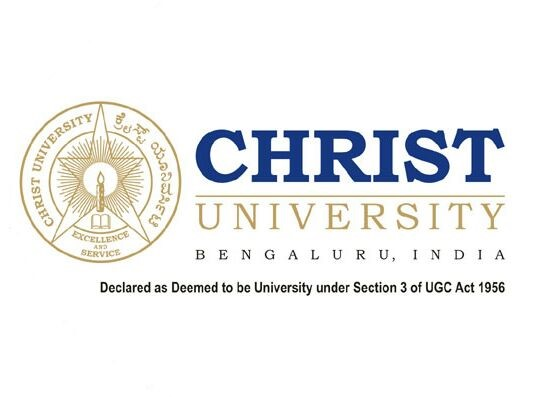 CHRIST UNIVERSITY
ಕ್ರೈಸ್ಟ್ ಯೂನಿವರ್ಸಿಟಿ
EXCELLENCE
AND
SERVICE
CHRIST
UNIVERSITY
BENGALURU, INDIA
Declared as Deemed to be University under Section 3 of UGC Act 1956